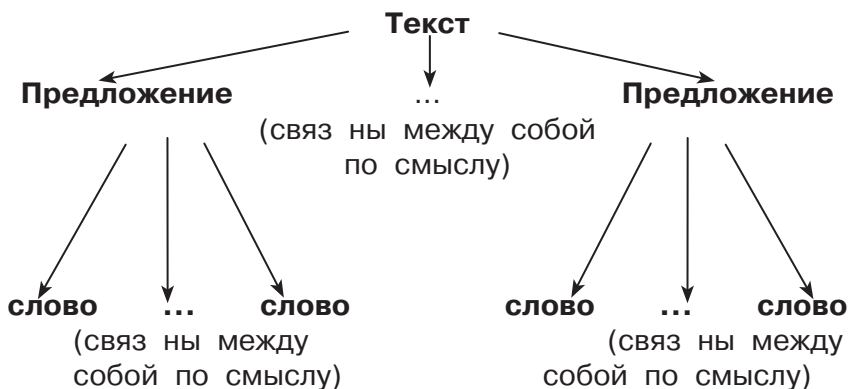 Текст
Предложение ... Предложение
(связ ны между собой
по смыслу)
слово ... слово слово ... слово
(связ ны между (связ ны между
собой по смыслу) собой по смыслу)